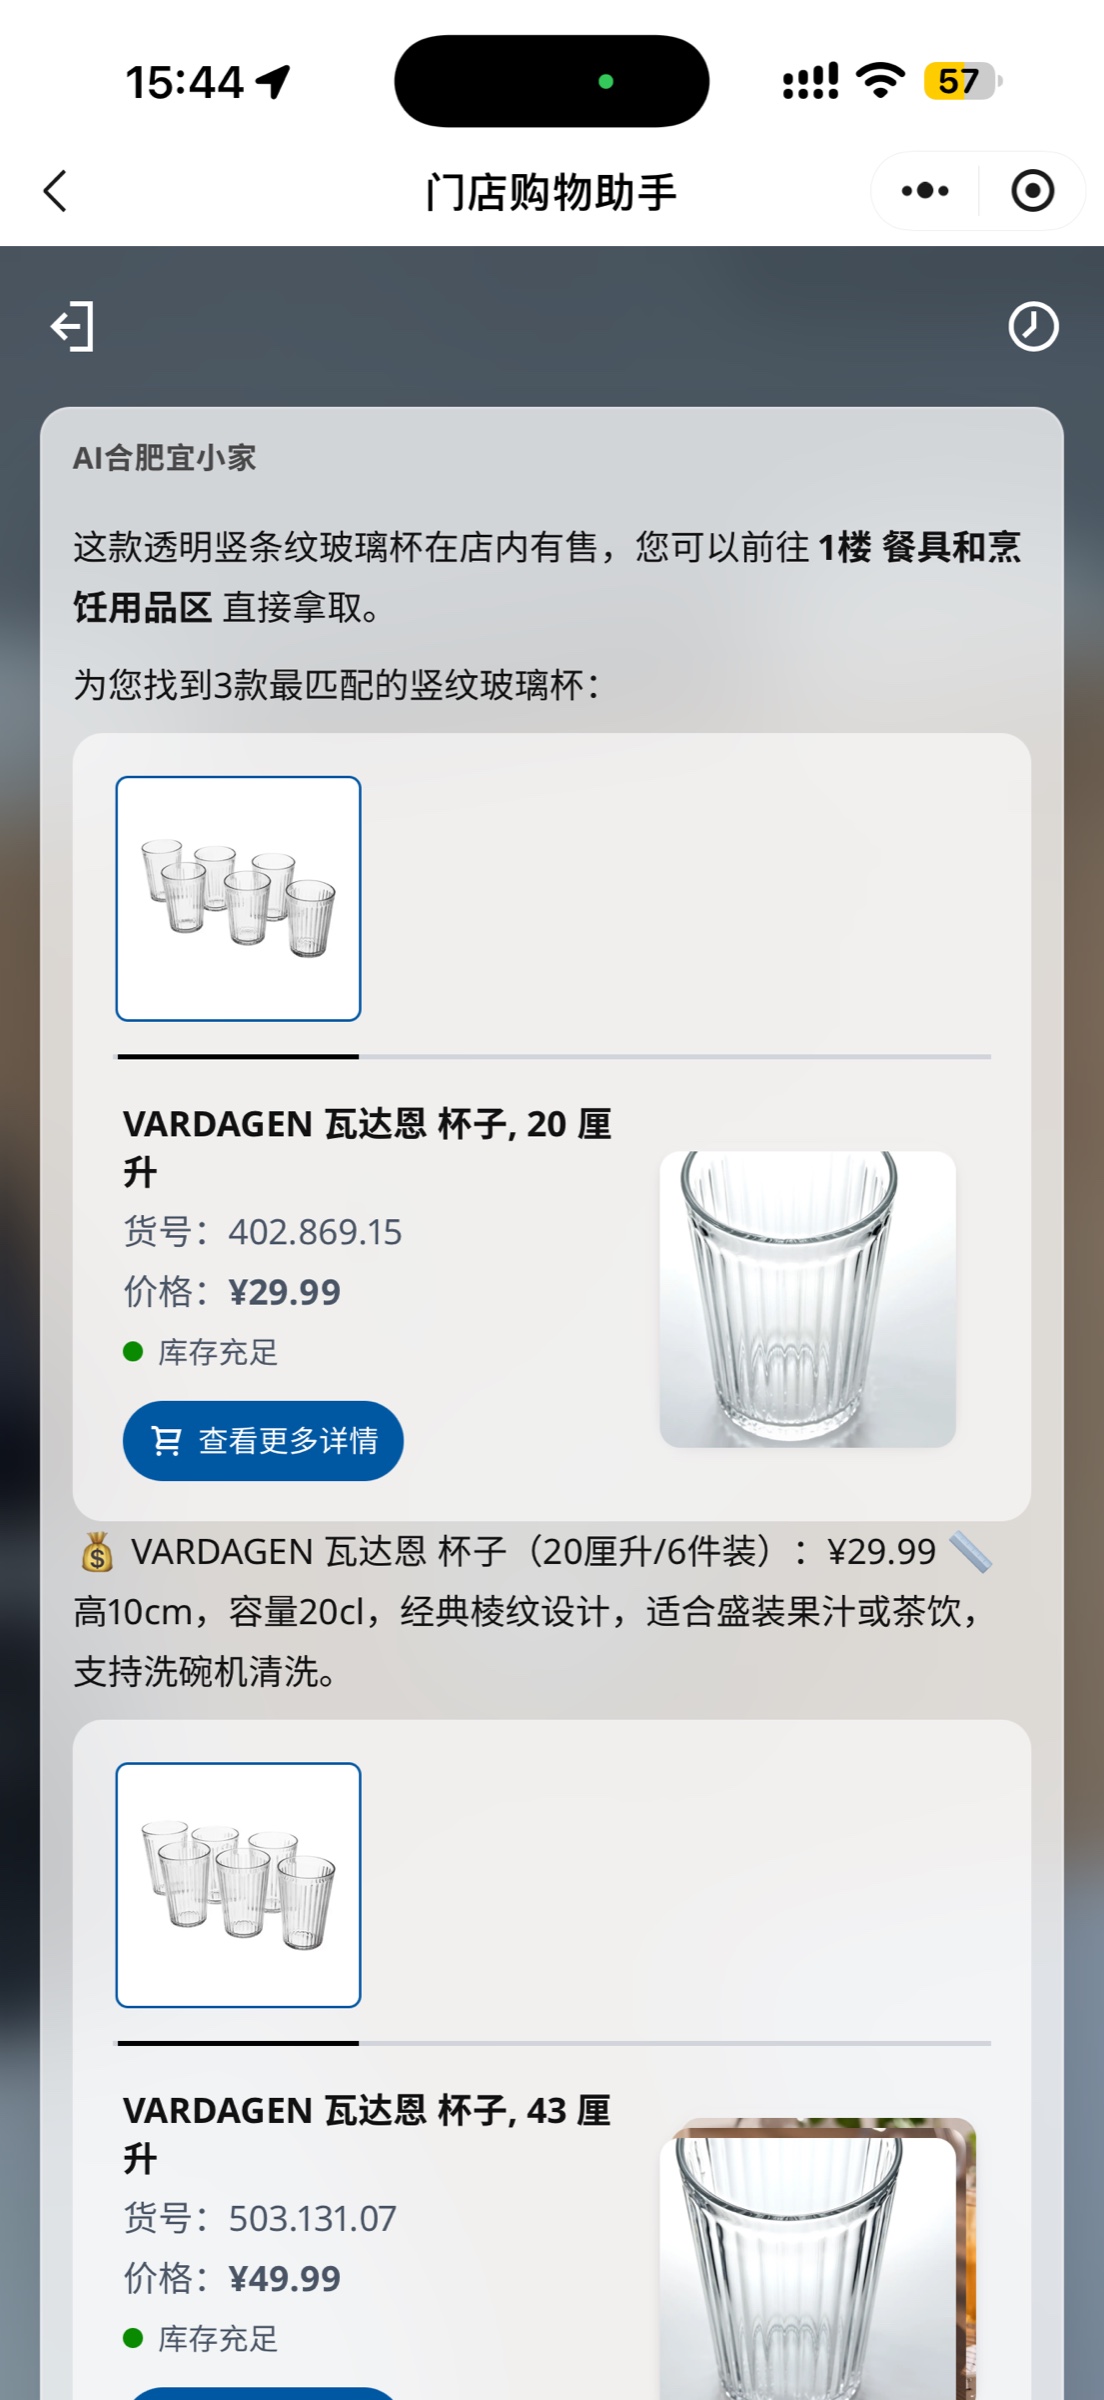 15:44
57
门店购物助手
AI合肥宜小家
这款透明竖条纹玻璃杯在店内有售，您可以前往 1楼 餐具和烹
饪用品区 直接拿取。
为您找到3款最匹配的竖纹玻璃杯：
VARDAGEN 瓦达恩 杯子, 20 厘
升
货号：402.869.15
价格：¥29.99
库存充足
查看更多详情
💰 VARDAGEN 瓦达恩 杯子（20厘升/6件装）：¥29.99 📏
高10cm，容量20cl，经典棱纹设计，适合盛装果汁或茶饮，
支持洗碗机清洗。
VARDAGEN 瓦达恩 杯子, 43 厘
升
货号：503.131.07
价格：¥49.99
库存充足